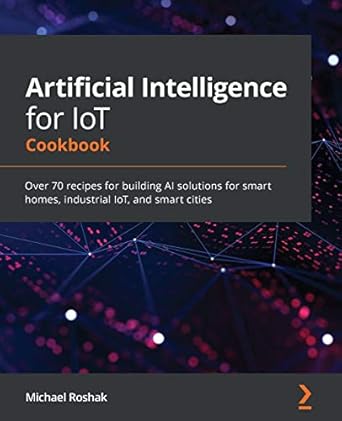 Artificial Intelligence
for IoT
Cookbook
Over 70 recipes for building AI solutions for smart
homes, industrial IoT, and smart cities
Michael Roshak